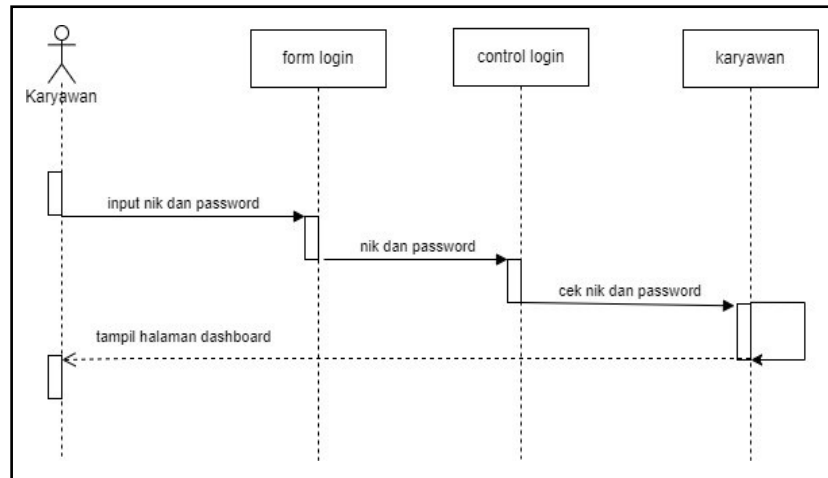 form login
control login
karyawan
Karyawan
input nik dan password
nik dan password
cek nik dan password
tampil halaman dashboard